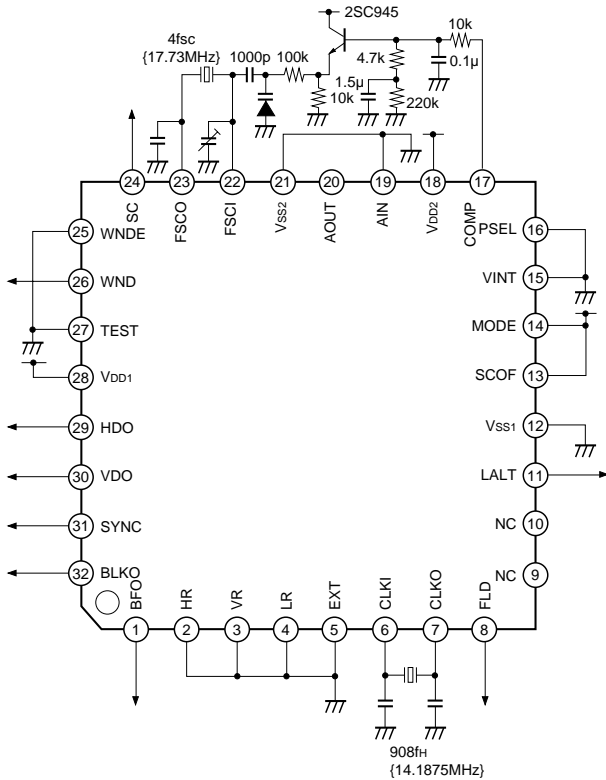 2SC945
4fsc
{17.73MHz}
1000p
100k
10k
4.7k
1.5μ
10k
0.1μ
220k
24
23
22
21
20
19
18
17
SC
FSCO
FSCI
VSS2
AOUT
AIN
VDD2
COMP
25
WNDE
26
WND
27
TEST
28
VDD1
29
HDO
30
VDO
31
SYNC
32
BLKO
PSEL
16
VINT
15
MODE
14
SCOF
13
VSS1
12
LALT
11
NC
10
NC
9
BFO
HR
VR
LR
EXT
CLKI
CLKO
FLD
1
2
3
4
5
6
7
8
908fH
{14.1875MHz}